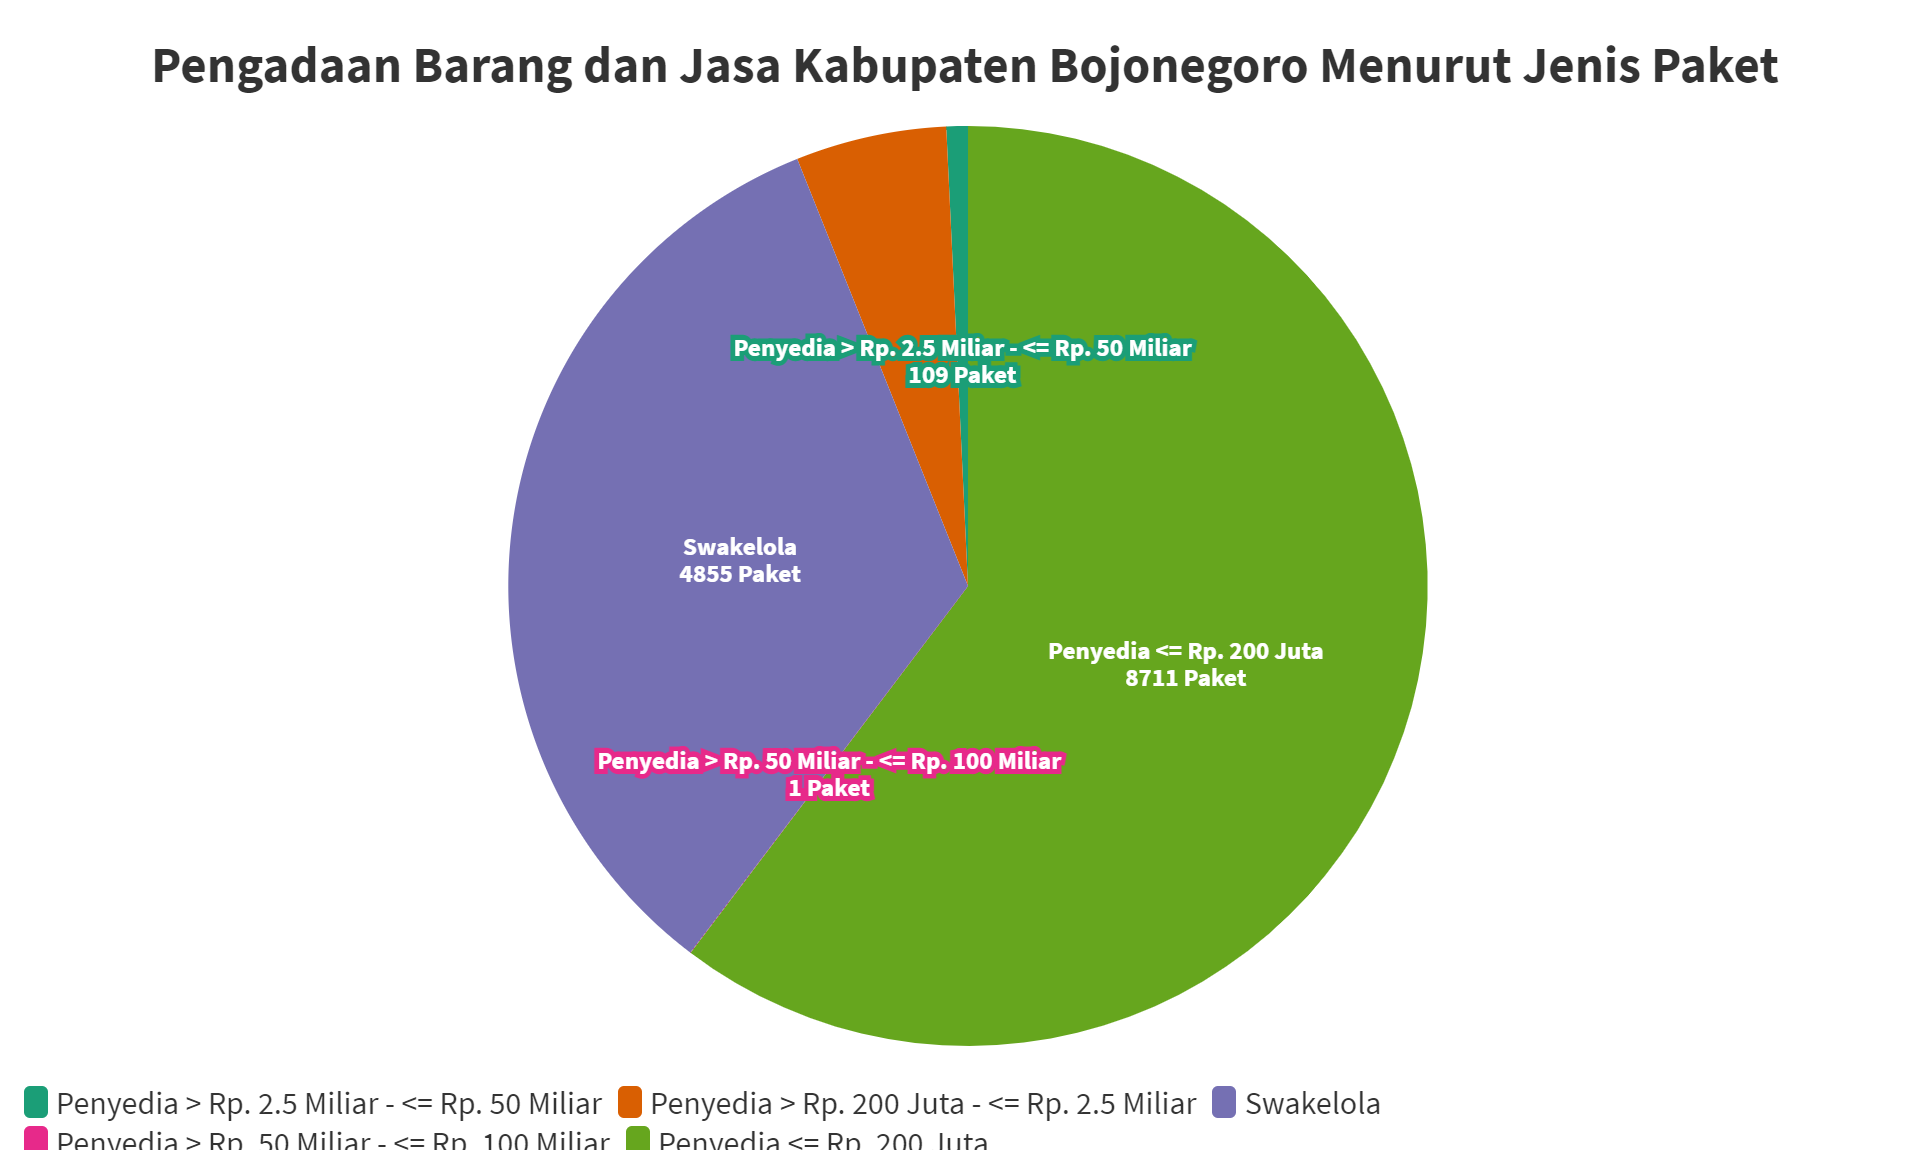 Pengadaan Barang dan Jasa Kabupaten Bojonegoro Menurut Jenis Paket
Penyedia > Rp. 2.5 Miliar - <= Rp. 50 Miliar
109 Paket
Swakelola
4855 Paket
Penyedia <= Rp. 200 Juta
8711 Paket
Penyedia > Rp. 50 Miliar - <= Rp. 100 Miliar
1 Paket
Penyedia > Rp. 2.5 Miliar - <= Rp. 50 Miliar Penyedia > Rp. 200 Juta - <= Rp. 2.5 Miliar Swakelola
Penyedia > Rp. 50 Miliar - <= Rp. 100 Miliar Penyedia <= Rp. 200 Juta